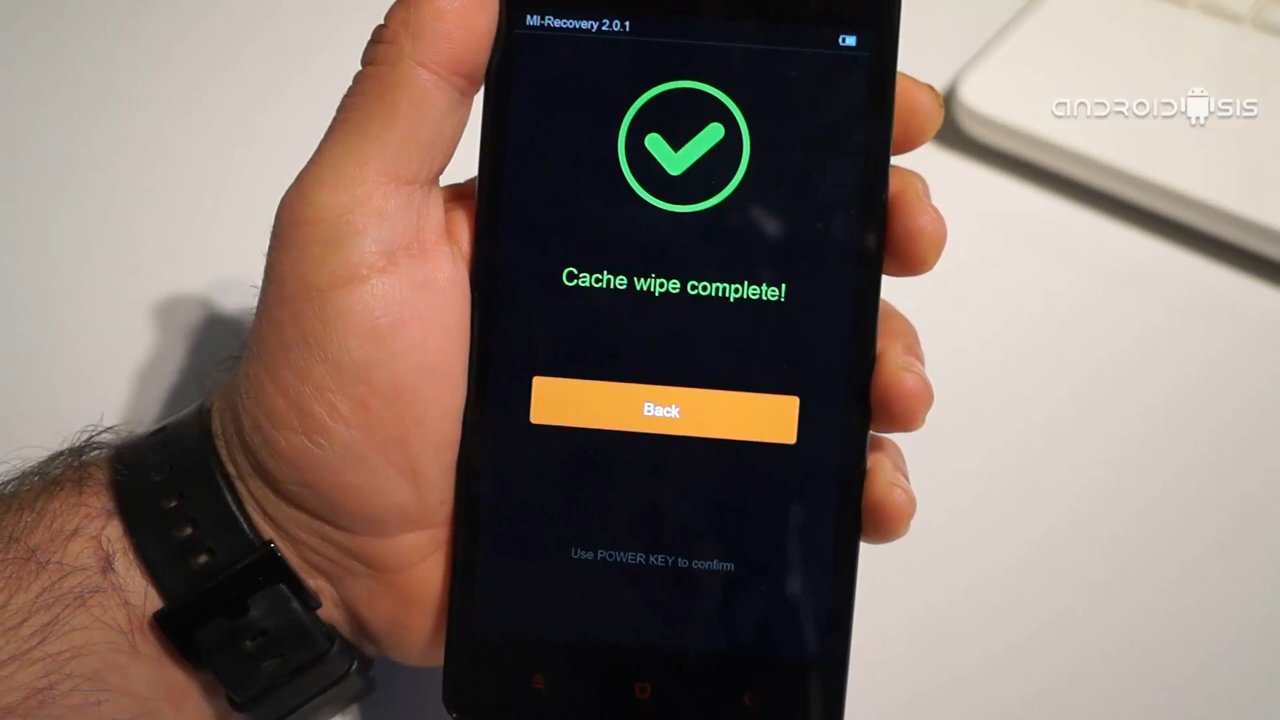 MI-Recovery 2.0.1
ANDROIDSIS
Cache wipe complete!
Back
Use POWER KEY to confirm